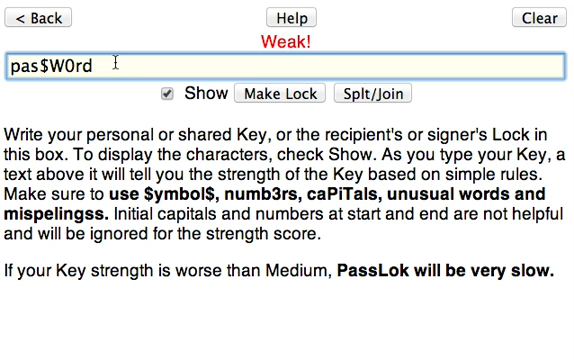 < Back Help Clear
Weak!
pas$W0rd
Show Make Lock Splt/Join
Write your personal or shared Key, or the recipient's or signer's Lock in
this box. To display the characters, check Show. As you type your Key, a
text above it will tell you the strength of the Key based on simple rules.
Make sure to use $ymbol$, numb3rs, caPiTals, unusual words and
mispelingss. Initial capitals and numbers at start and end are not helpful
and will be ignored for the strength score.
If your Key strength is worse than Medium, PassLok will be very slow.